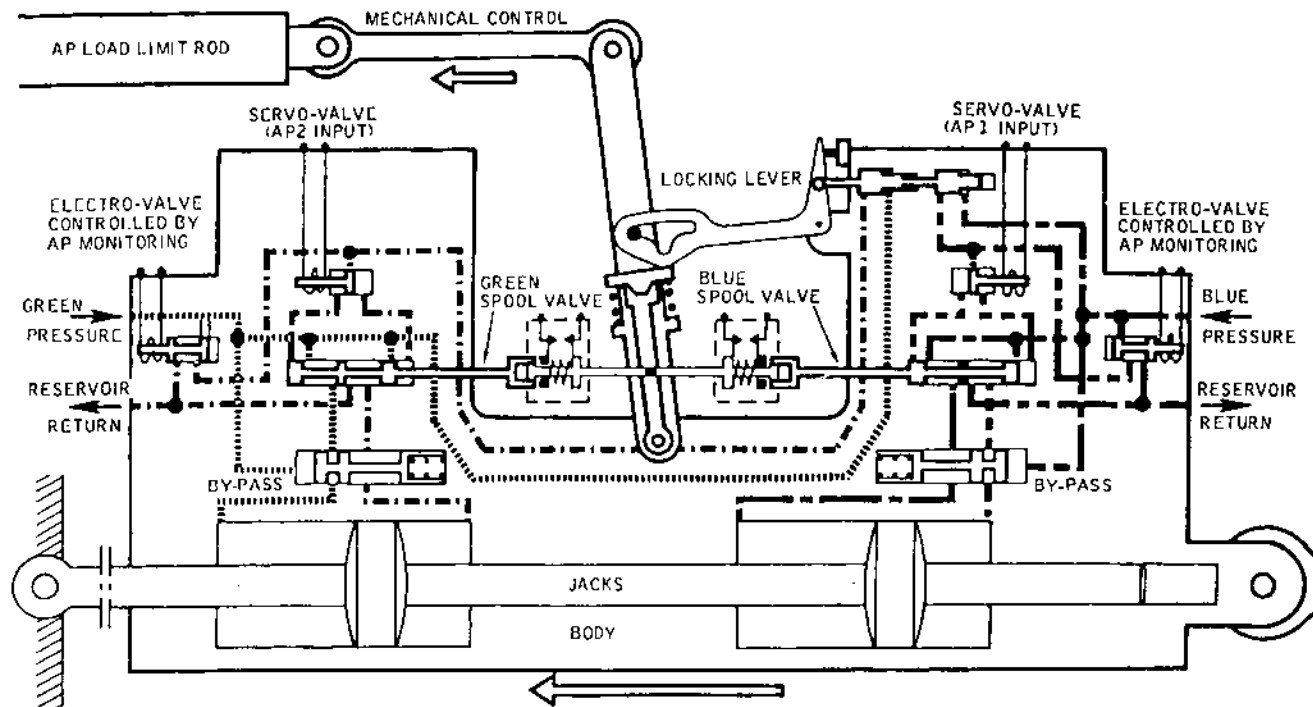 MECHANICAL CONTROL
AP LOAD LIMIT ROD
SERVO-VALVE
(AP2 INPUT)
SERVO-VALVE
(AP1 INPUT)
LOCKING LEVER
ELECTRO-VALVE
CONTROLLED BY
AP MONITORING
ELECTRO-VALVE
CONTROLLED BY
AP MONITORING
GREEN
SPOOL VALVE
BLUE
SPOOL VALVE
GREEN
PRESSURE
BLUE
PRESSURE
RESERVOIR
RETURN
RESERVOIR
RETURN
BY-PASS
BY-PASS
JACKS
BODY